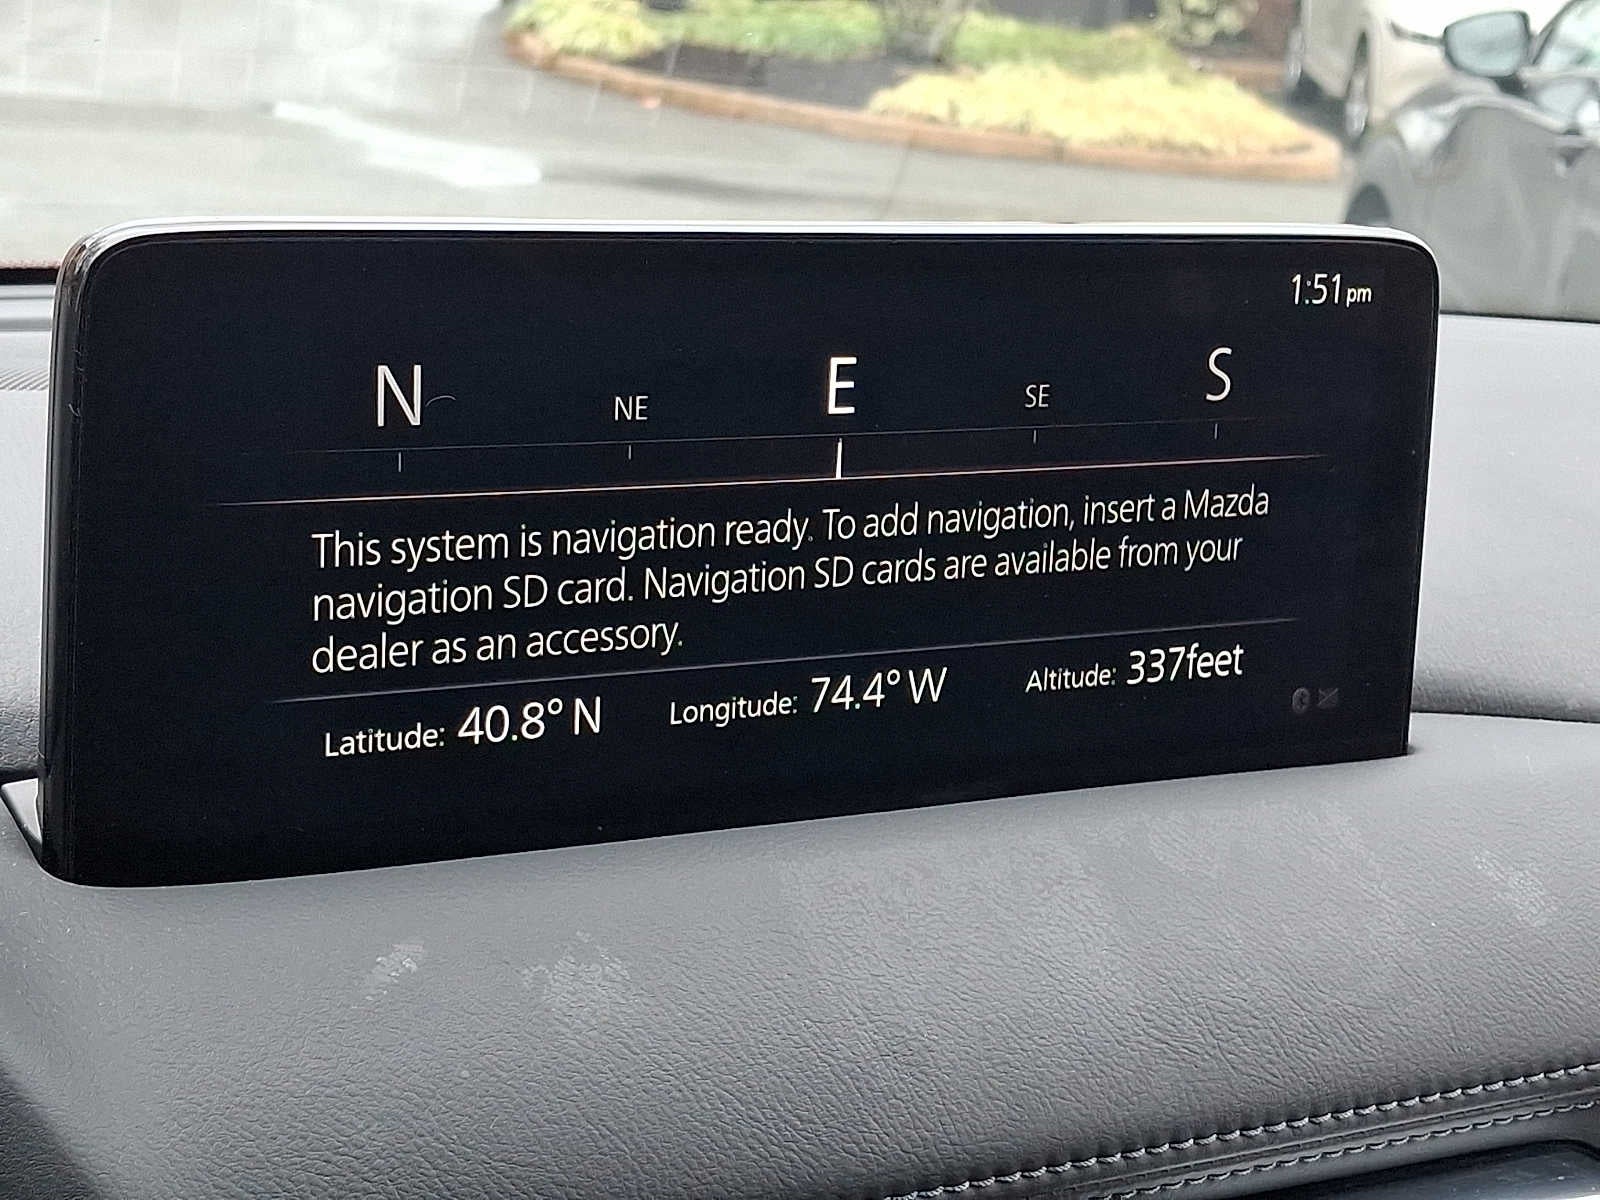 1:51 pm
N NE E SE S
This system is navigation ready. To add navigation, insert a Mazda
navigation SD card. Navigation SD cards are available from your
dealer as an accessory.
Latitude: 40.8° N Longitude: 74.4° W Altitude: 337feet